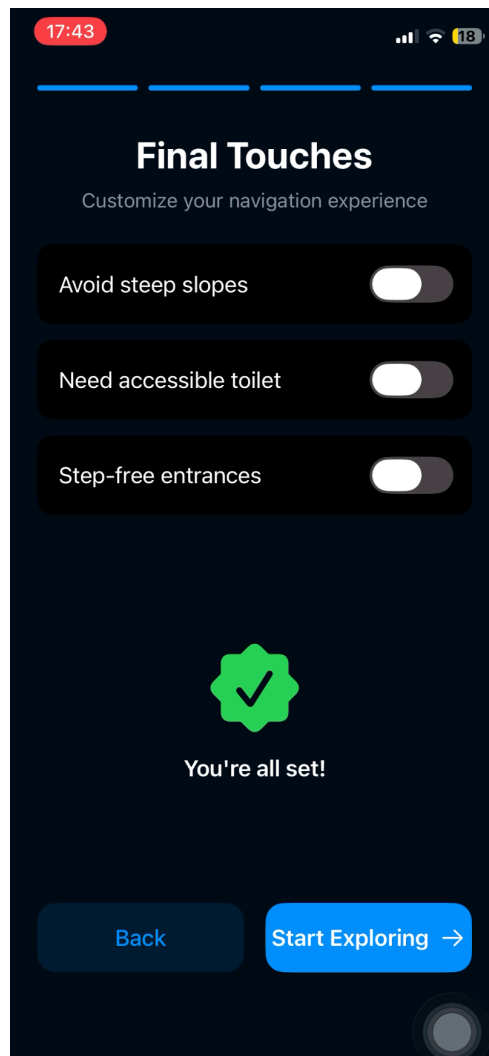 17:43
18
Final Touches
Customize your navigation experience
Avoid steep slopes
Need accessible toilet
Step-free entrances
You're all set!
Back
Start Exploring →